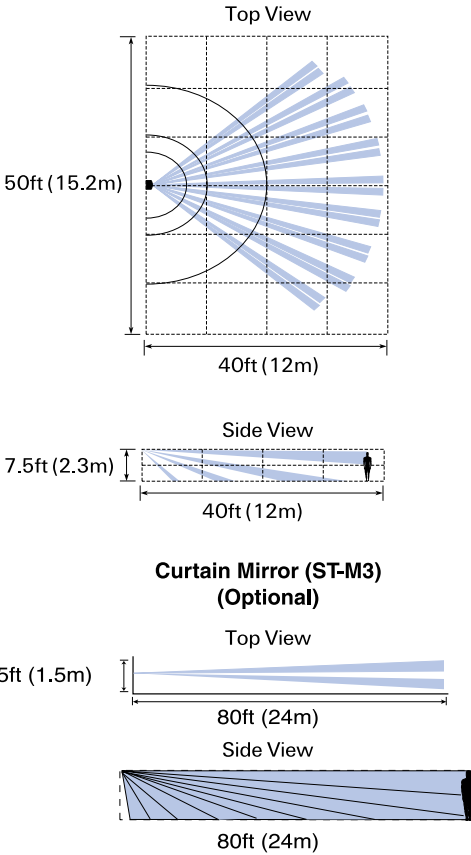 Top View
50ft (15.2m)
40ft (12m)
Side View
7.5ft (2.3m)
40ft (12m)
Curtain Mirror (ST-M3)
(Optional)
Top View
5ft (1.5m)
80ft (24m)
Side View
80ft (24m)